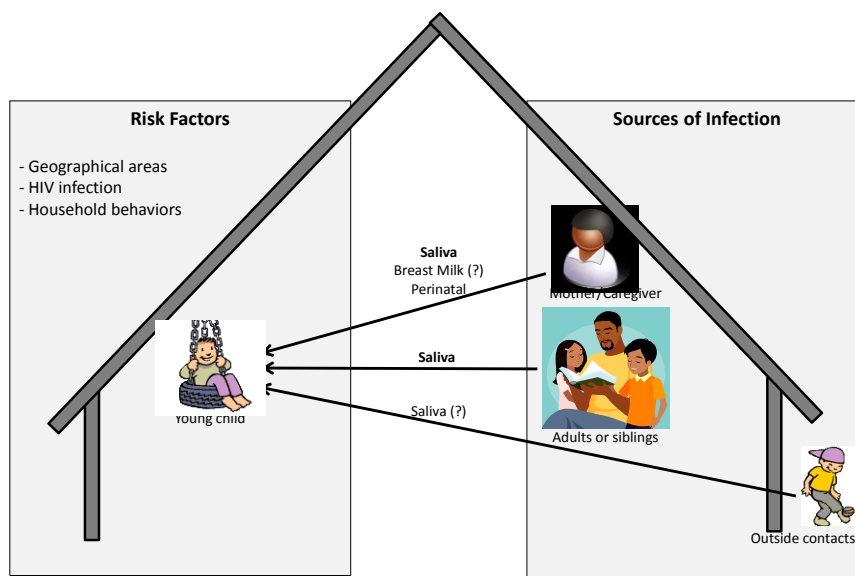 Risk Factors
- Geographical areas
- HIV infection
- Household behaviors
Sources of Infection
Saliva
Breast Milk (?)
Perinatal
Mother/Caregiver
Saliva
Saliva (?)
Young child
Adults or siblings
Outside contacts